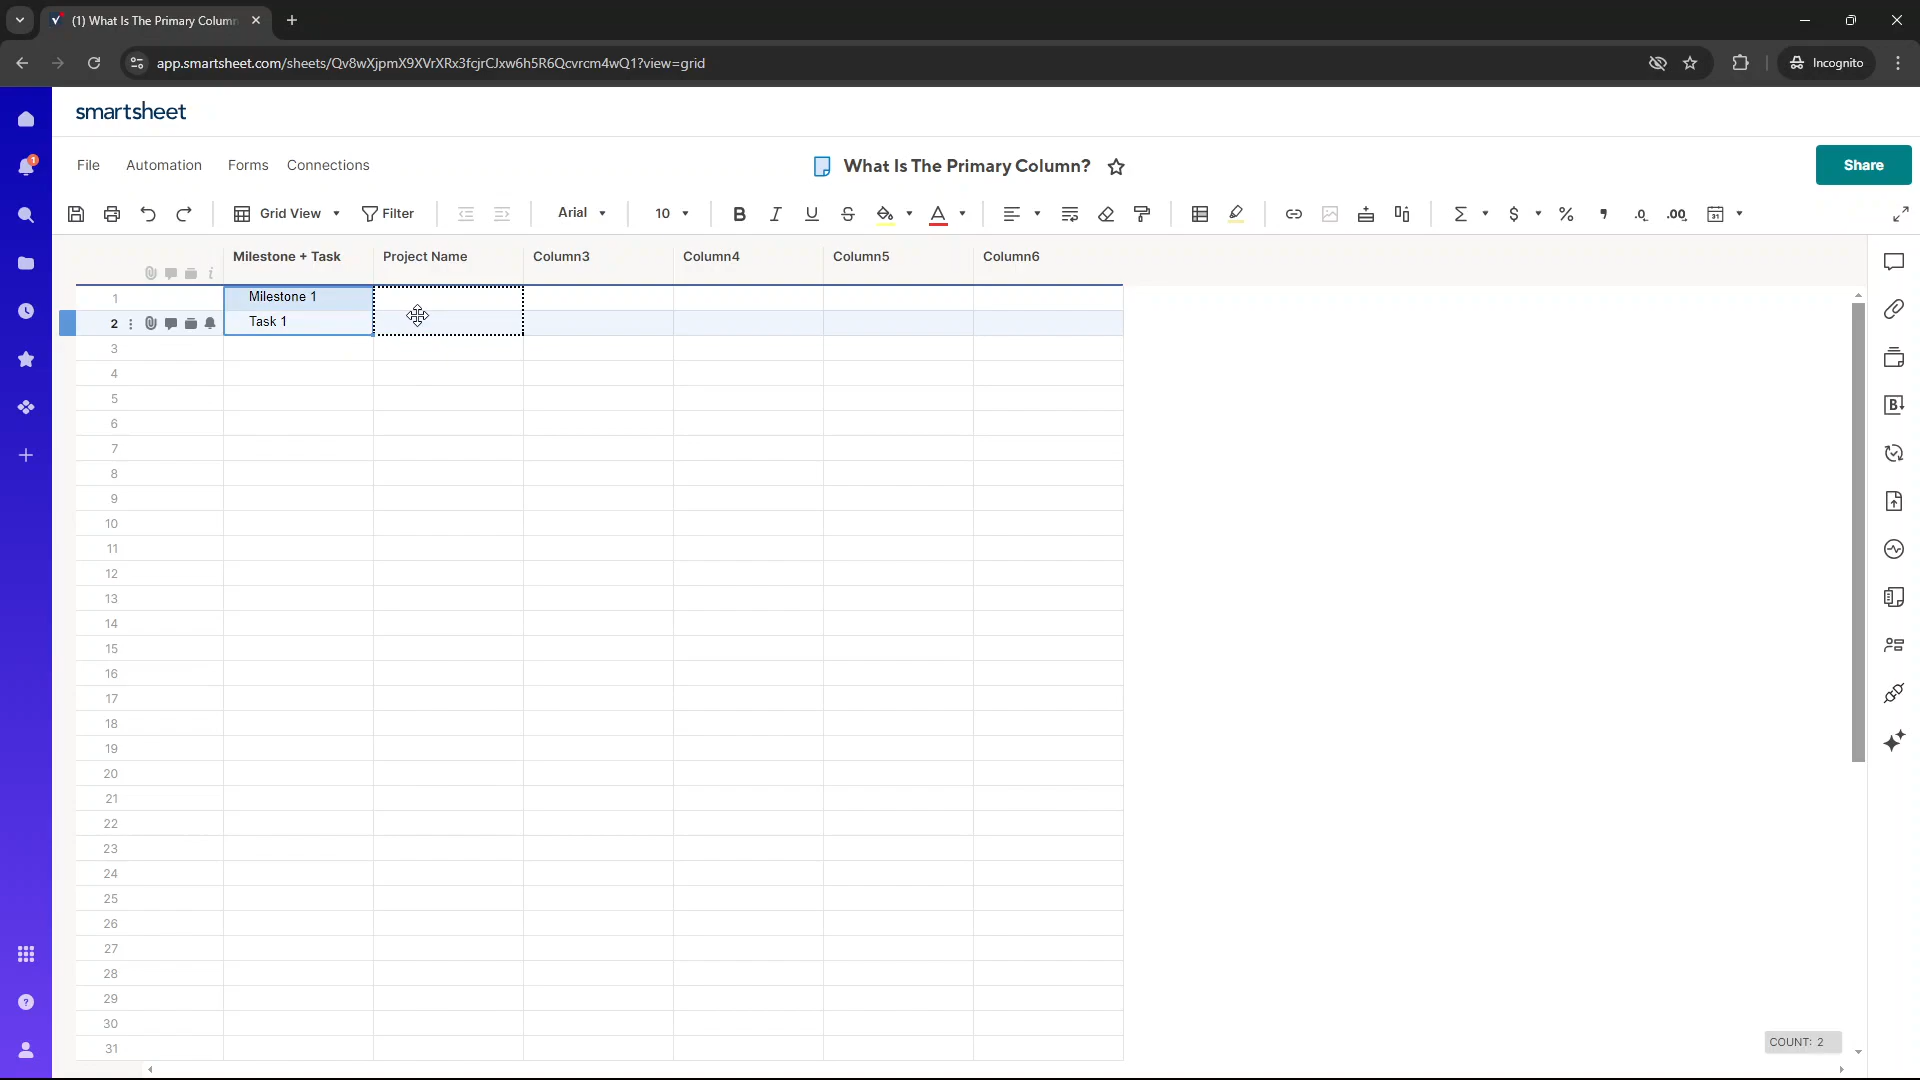 (1) What Is The Primary Column
app.smartsheet.com/sheets/Qv8wXjpmX9XVrXRx3fcjrCJxw6h5R6Qcvrcm4wQ1?view=grid
Incognito
smartsheet
1
File Automation Forms Connections
What Is The Primary Column?
Share
Grid View Filter Arial 10
Milestone + Task Project Name Column3 Column4 Column5 Column6
1 Milestone 1
2 Task 1
3
4
5
6
7
8
9
10
11
12
13
14
15
16
17
18
19
20
21
22
23
24
25
26
27
28
29
30
31
COUNT: 2